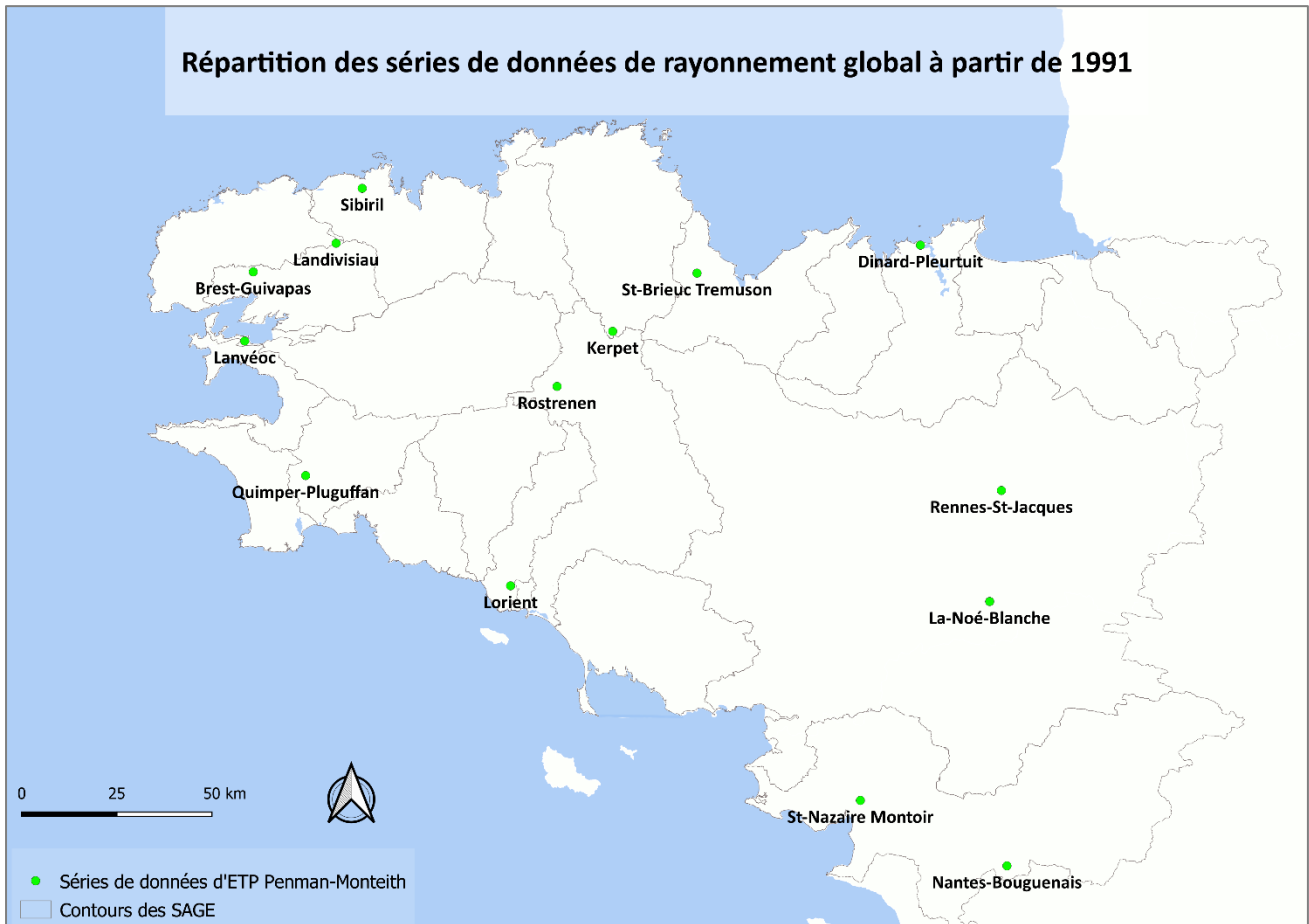 Répartition des séries de données de rayonnement global à partir de 1991
Sibiril
Landivisiau
Brest-Guivapas
Dinard-Pleurtuit
St-Brieuc Tremuson
Lanvéoc
Kerpet
Rostrenen
Quimper-Pluguffan
Rennes-St-Jacques
Lorient
La-Noé-Blanche
0 25 50 km
St-Nazaire Montoir
Nantes-Bouguenais
Séries de données d'ETP Penman-Monteith
Contours des SAGE